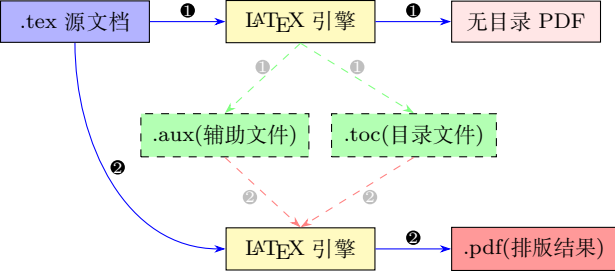 .tex 源文档 ❶ LATEX 引擎 ❶ 无目录 PDF
❶ ❶
.aux(辅助文件) .toc(目录文件)
❷
❷ ❷
LATEX 引擎 ❷ .pdf(排版结果)